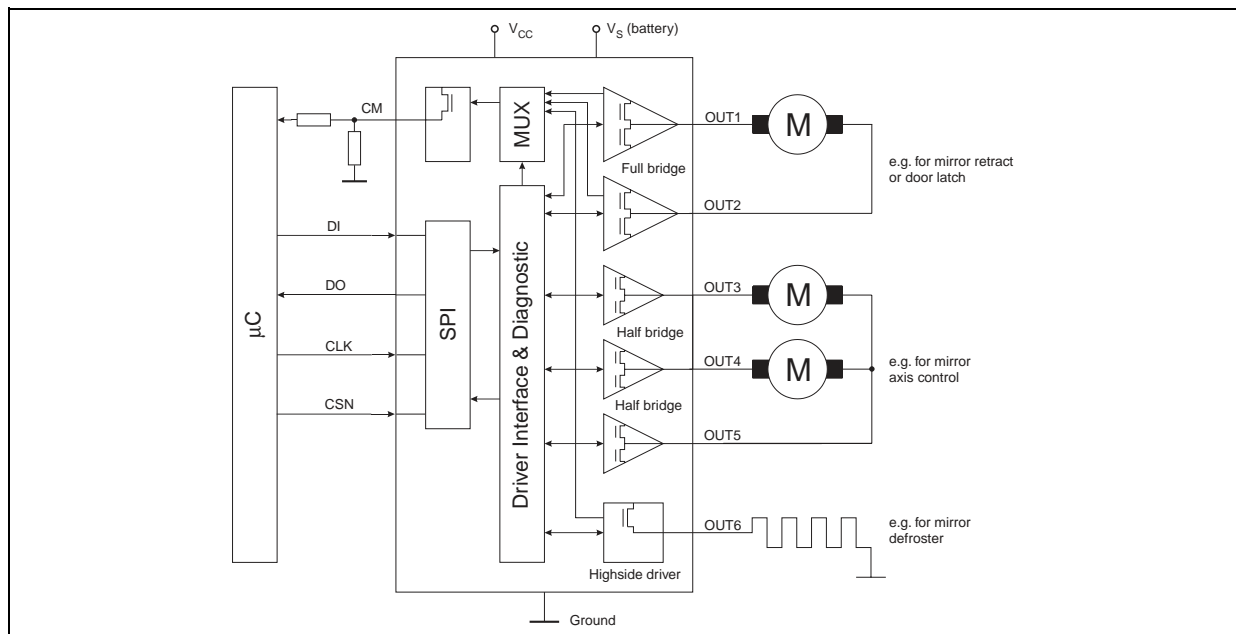 V_CC
V_S (battery)
CM
MUX
OUT1
M
Full bridge
e.g. for mirror retract
or door latch
OUT2
DI
DO
CLK
CSN
µC
SPI
Driver Interface & Diagnostic
OUT3
M
Half bridge
OUT4
M
e.g. for mirror
axis control
Half bridge
OUT5
OUT6
e.g. for mirror
defroster
Highside driver
Ground